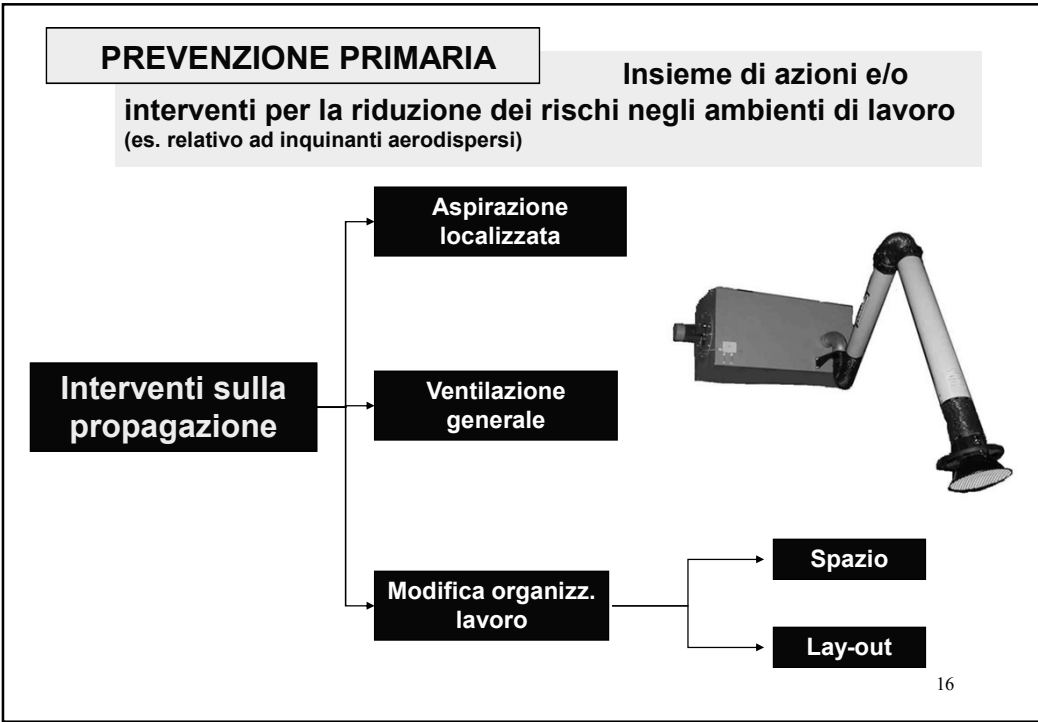 PREVENZIONE PRIMARIA
Insieme di azioni e/o
interventi per la riduzione dei rischi negli ambienti di lavoro
(es. relativo ad inquinanti aerodispersi)
Aspirazione
localizzata
Interventi sulla
propagazione
Ventilazione
generale
Modifica organizz.
lavoro
Spazio
Lay-out
16